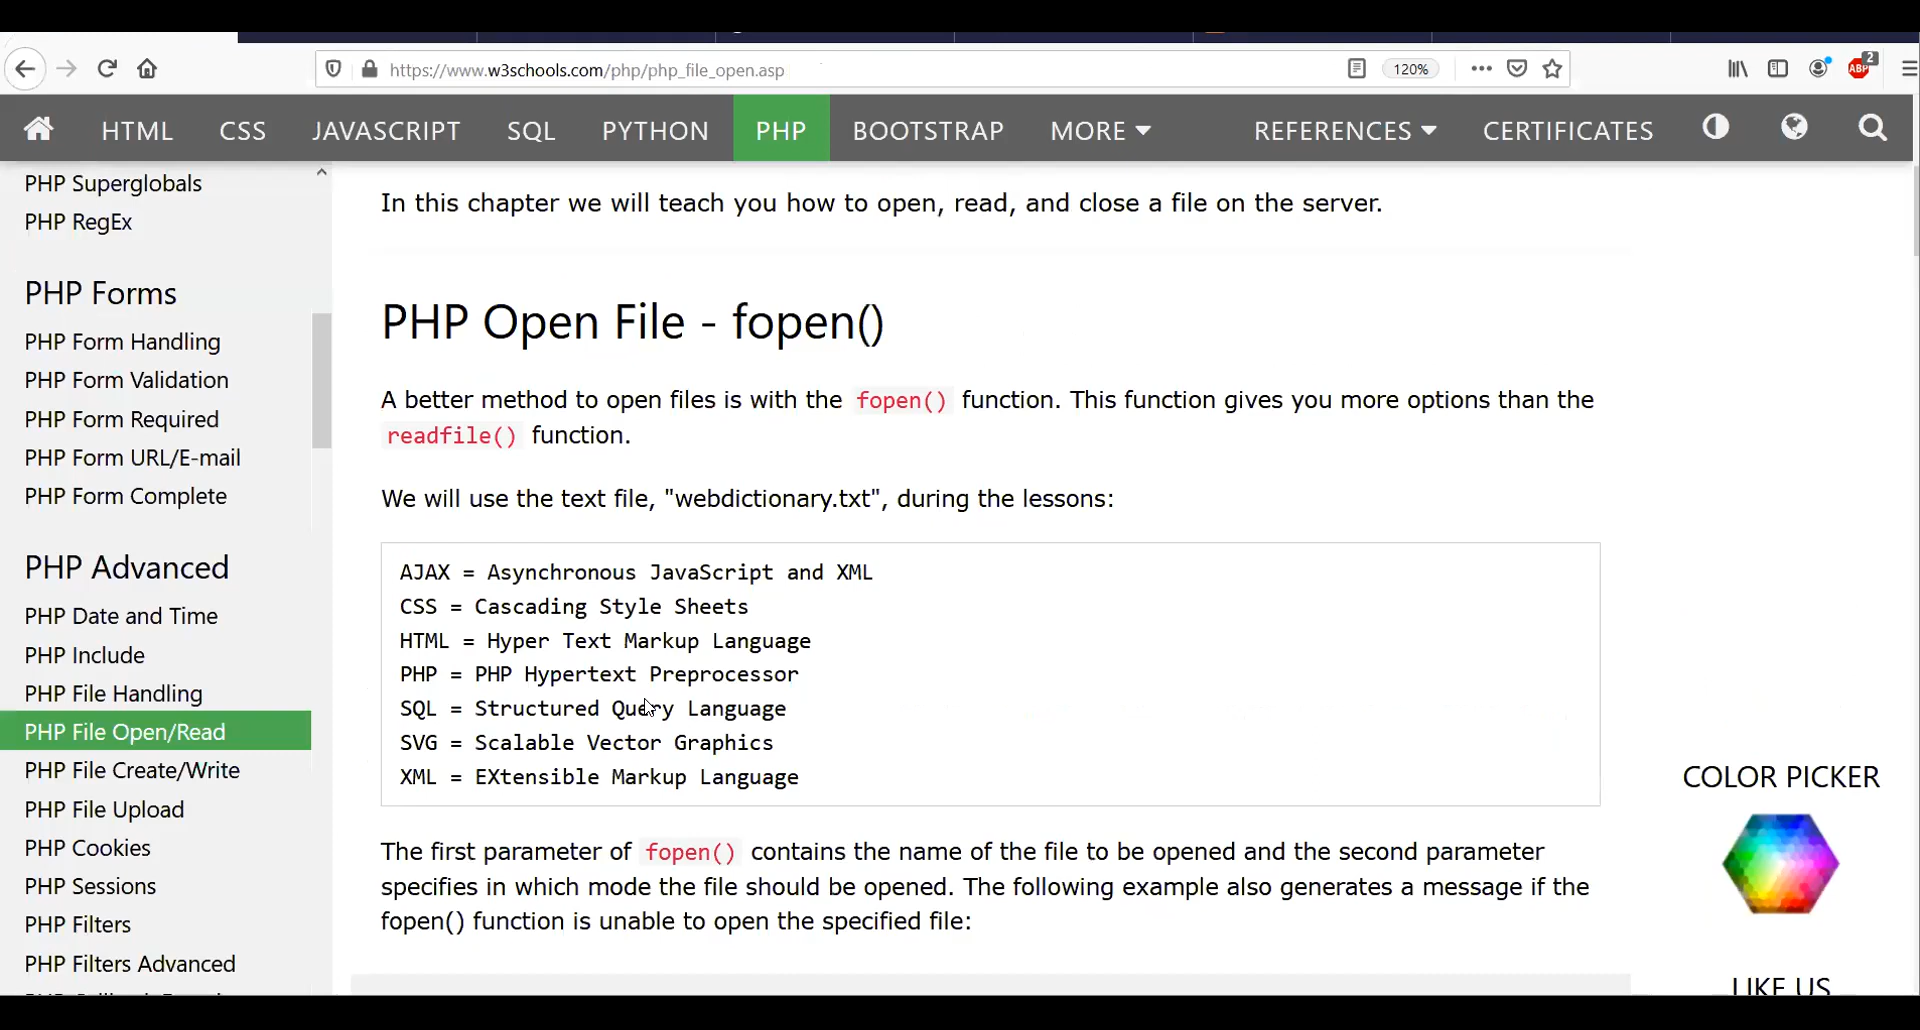 https://www.w3schools.com/php/php_file_open.asp
120%
ABP
2
HTML
CSS
JAVASCRIPT
SQL
PYTHON
PHP
BOOTSTRAP
MORE
REFERENCES
CERTIFICATES
PHP Superglobals
PHP RegEx
PHP Forms
PHP Form Handling
PHP Form Validation
PHP Form Required
PHP Form URL/E-mail
PHP Form Complete
PHP Advanced
PHP Date and Time
PHP Include
PHP File Handling
PHP File Open/Read
PHP File Create/Write
PHP File Upload
PHP Cookies
PHP Sessions
PHP Filters
PHP Filters Advanced
In this chapter we will teach you how to open, read, and close a file on the server.
PHP Open File - fopen()
A better method to open files is with the fopen() function. This function gives you more options than the
readfile() function.
We will use the text file, "webdictionary.txt", during the lessons:
AJAX = Asynchronous JavaScript and XML
CSS = Cascading Style Sheets
HTML = Hyper Text Markup Language
PHP = PHP Hypertext Preprocessor
SQL = Structured Query Language
SVG = Scalable Vector Graphics
XML = EXtensible Markup Language
The first parameter of fopen() contains the name of the file to be opened and the second parameter
specifies in which mode the file should be opened. The following example also generates a message if the
fopen() function is unable to open the specified file:
COLOR PICKER
LIKE US